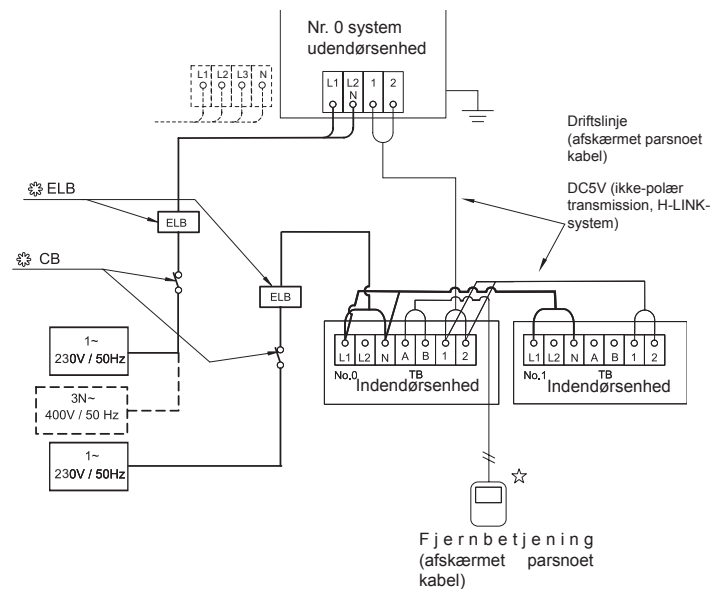 Nr. 0 system
udendørsenhed
L1 L2 L3 N
L1 L2 N 1 2
Driftslinje
(afskærmet parsnoet
kabel)
DC5V (ikke-polær
transmission, H-LINK-
system)
ELB
ELB
CB
ELB
L1 L2 N A B 1 2
No.0 TB
Indendørsenhed
L1 L2 N A B 1 2
No.1 TB
Indendørsenhed
1~
230V / 50Hz
3N~
400V / 50 Hz
1~
230V / 50Hz
Fjernbetjening
(afskærmet parsnoet
kabel)